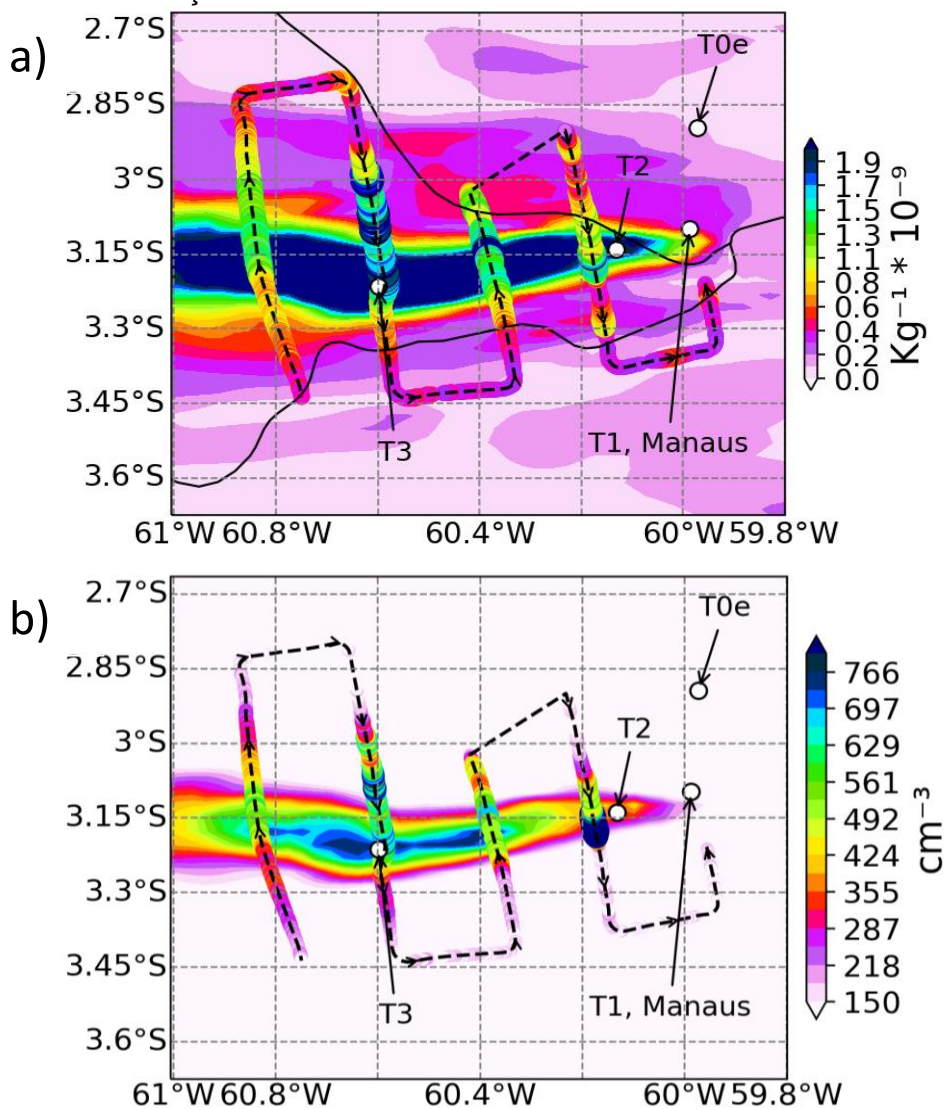 a)
2.7°S
2.85°S
3°S
3.15°S
3.3°S
3.45°S
3.6°S
61°W 60.8°W 60.4°W 60°W 59.8°W
T0e
T2
T3
T1, Manaus
1.9
1.7
1.5
1.3
1.1
0.8
0.6
0.4
0.2
0.0
Kg⁻¹ * 10⁻⁹
b)
2.7°S
2.85°S
3°S
3.15°S
3.3°S
3.45°S
3.6°S
61°W 60.8°W 60.4°W 60°W 59.8°W
T0e
T2
T3
T1, Manaus
766
697
629
561
492
424
355
287
218
150
cm⁻³